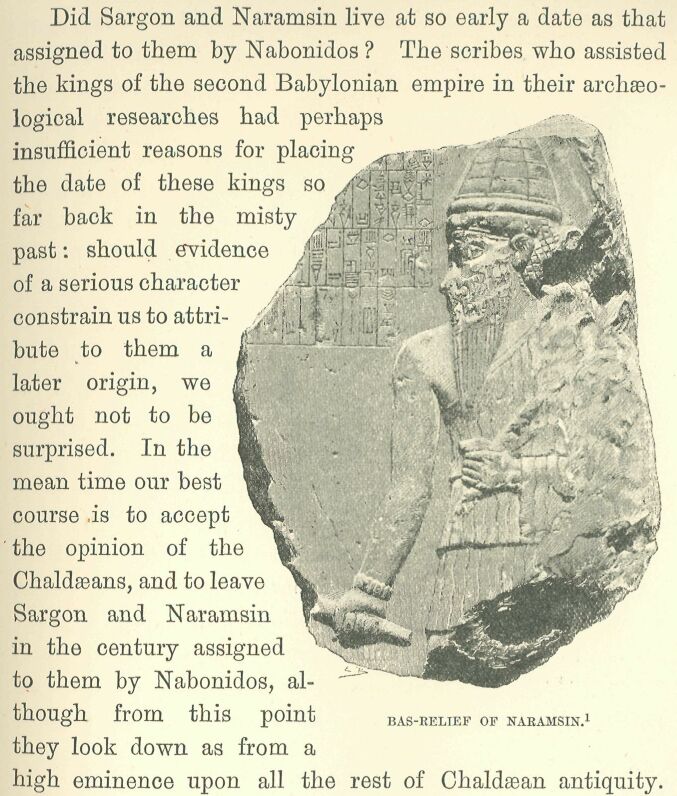 Did Sargon and Naramsin live at so early a date as that
assigned to them by Nabonidos? The scribes who assisted
the kings of the second Babylonian empire in their archæo-
logical researches had perhaps
insufficient reasons for placing
the date of these kings so
far back in the misty
past: should evidence
of a serious character
constrain us to attri-
bute to them a
later origin, we
ought not to be
surprised. In the
mean time our best
course is to accept
the opinion of the
Chaldæans, and to leave
Sargon and Naramsin
in the century assigned
to them by Nabonidos, al-
though from this point
they look down as from a
high eminence upon all the rest of Chaldæan antiquity.
BAS-RELIEF OF NARAMSIN.¹